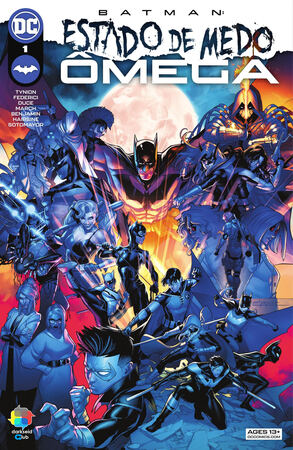 DC
1
BATMAN:
ESTADO DE MEDO
ÔMEGA
TYNION
FEDERICI
DUCE
MARCH
BENJAMIN
HARSINE
SOTOMAYOR
darkseid
Club
AGES 13+
DCCOMICS.COM